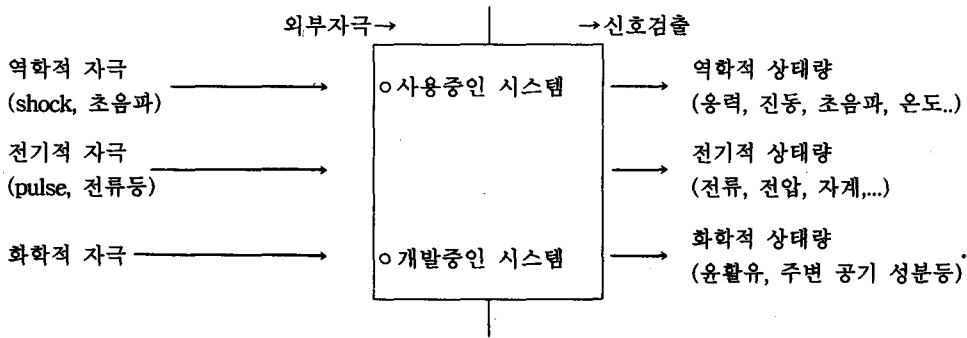 외부자극→ →신호검출
역학적 자극
(shock, 초음파)
ㅇ사용중인 시스템
역학적 상태량
(응력, 진동, 초음파, 온도..)
전기적 자극
(pulse, 전류등)
전기적 상태량
(전류, 전압, 자계,...)
화학적 자극
ㅇ개발중인 시스템
화학적 상태량
(윤활유, 주변 공기 성분등)